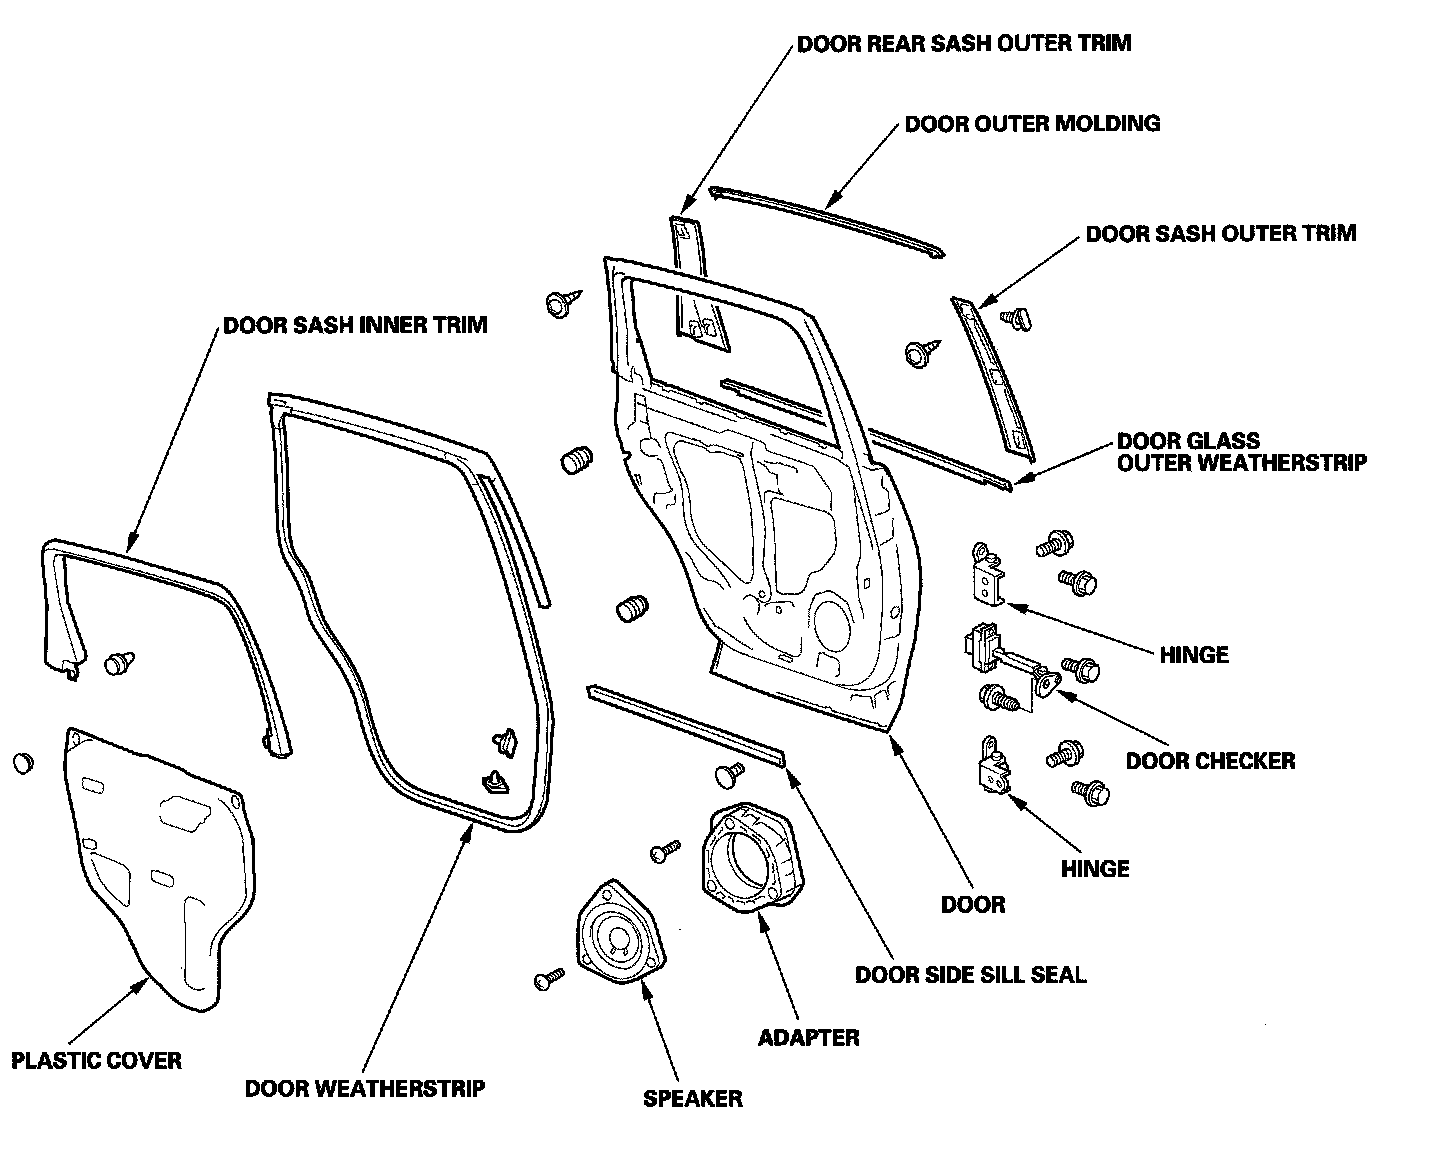 DOOR REAR SASH OUTER TRIM
DOOR OUTER MOLDING
DOOR SASH OUTER TRIM
DOOR SASH INNER TRIM
DOOR GLASS
OUTER WEATHERSTRIP
HINGE
DOOR CHECKER
HINGE
DOOR
DOOR SIDE SILL SEAL
ADAPTER
PLASTIC COVER
DOOR WEATHERSTRIP
SPEAKER